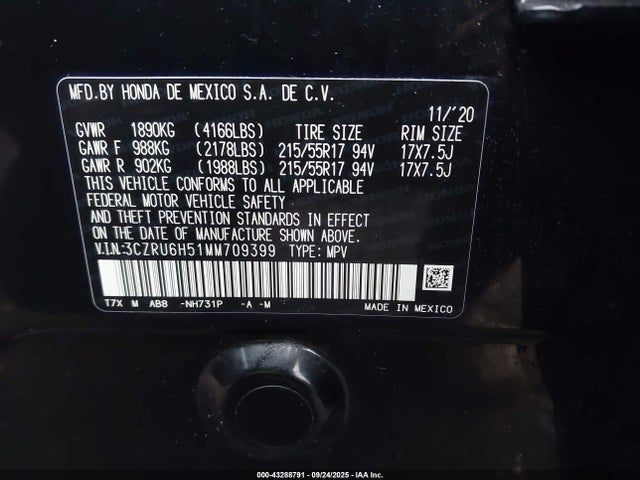 MFD.BY HONDA DE MEXICO S.A. DE C.V.
11/'20
GVWR 1890KG (4166LBS) TIRE SIZE RIM SIZE
GAWR F 988KG (2178LBS) 215/55R17 94V 17X7.5J
GAWR R 902KG (1988LBS) 215/55R17 94V 17X7.5J
THIS VEHICLE CONFORMS TO ALL APPLICABLE
FEDERAL MOTOR VEHICLE SAFETY
AND THEFT PREVENTION STANDARDS IN EFFECT
ON THE DATE OF MANUFACTURE SHOWN ABOVE.
V.I.N:3CZRU6H51MM709399 TYPE: MPV
T7X M AB8 -NH731P -A -M
MADE IN MEXICO
000-43288791 - 09/24/2025 - IAA Inc.